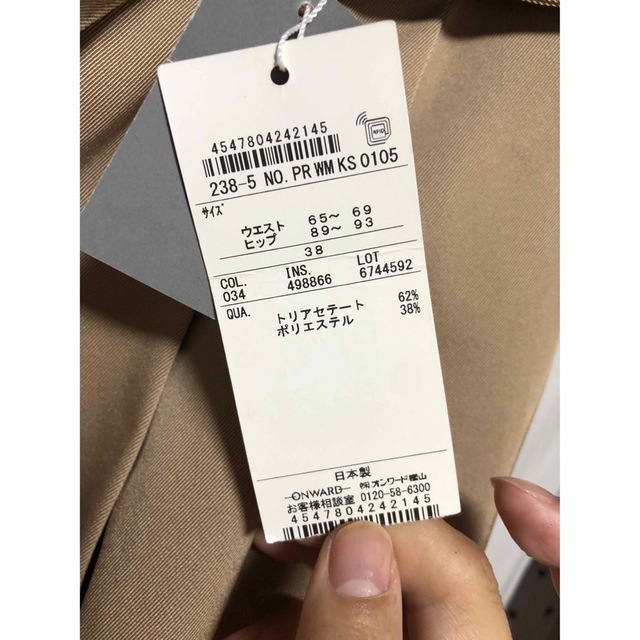 4547804242145
RFID
238-5 NO. PR WM KS 0105
サイズ
ウエスト 65～ 69
ヒップ 89～ 93
38
COL. INS. LOT
034 498866 6744592
QUA. トリアセテート 62%
ポリエステル 38%
日本製
ONWARD ㈱オンワード樫山
お客様相談室 0120-58-6300
4547804242145